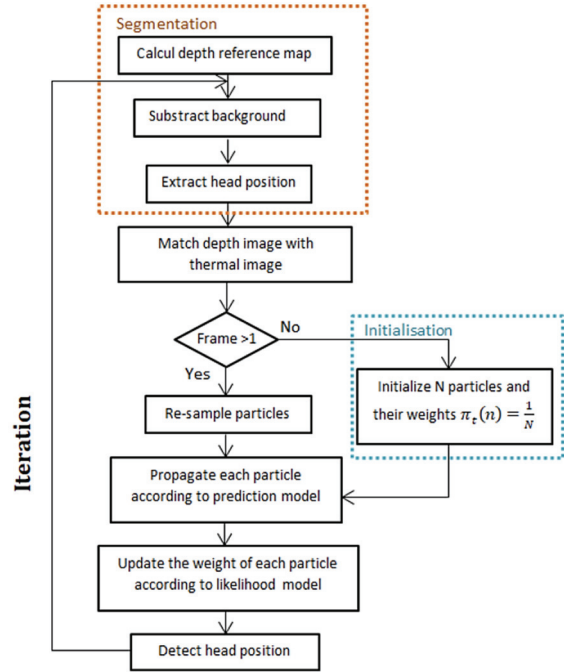 Segmentation
Calcul depth reference map
Substract background
Extract head position
Match depth image with
thermal image
Frame >1
No
Yes
Initialisation
Initialize N particles and
their weights π_t(n) = 1/N
Re-sample particles
Propagate each particle
according to prediction model
Update the weight of each particle
according to likelihood model
Detect head position
Iteration